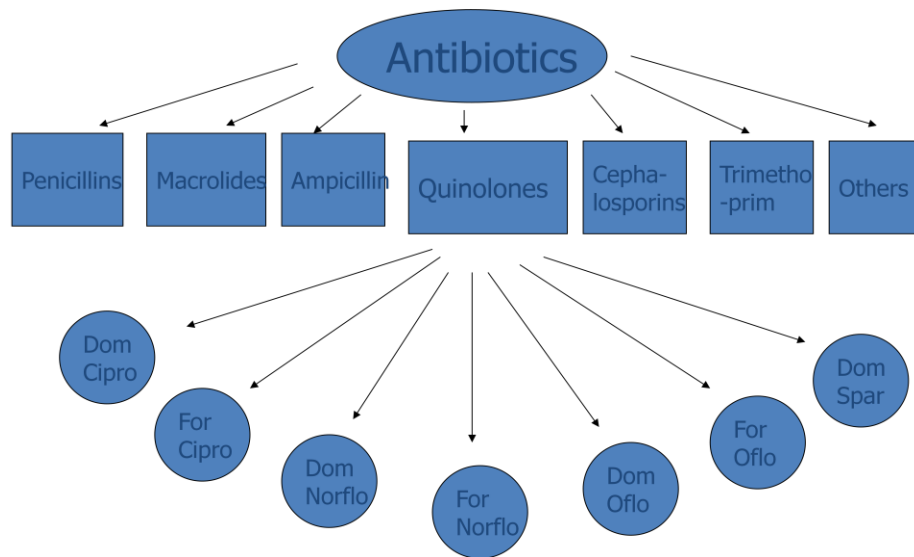 Antibiotics
Penicillins
Macrolides
Ampicillin
Quinolones
Cepha-
losporins
Trimetho
-prim
Others
Dom
Cipro
For
Cipro
Dom
Norflo
For
Norflo
Dom
Oflo
For
Oflo
Dom
Spar